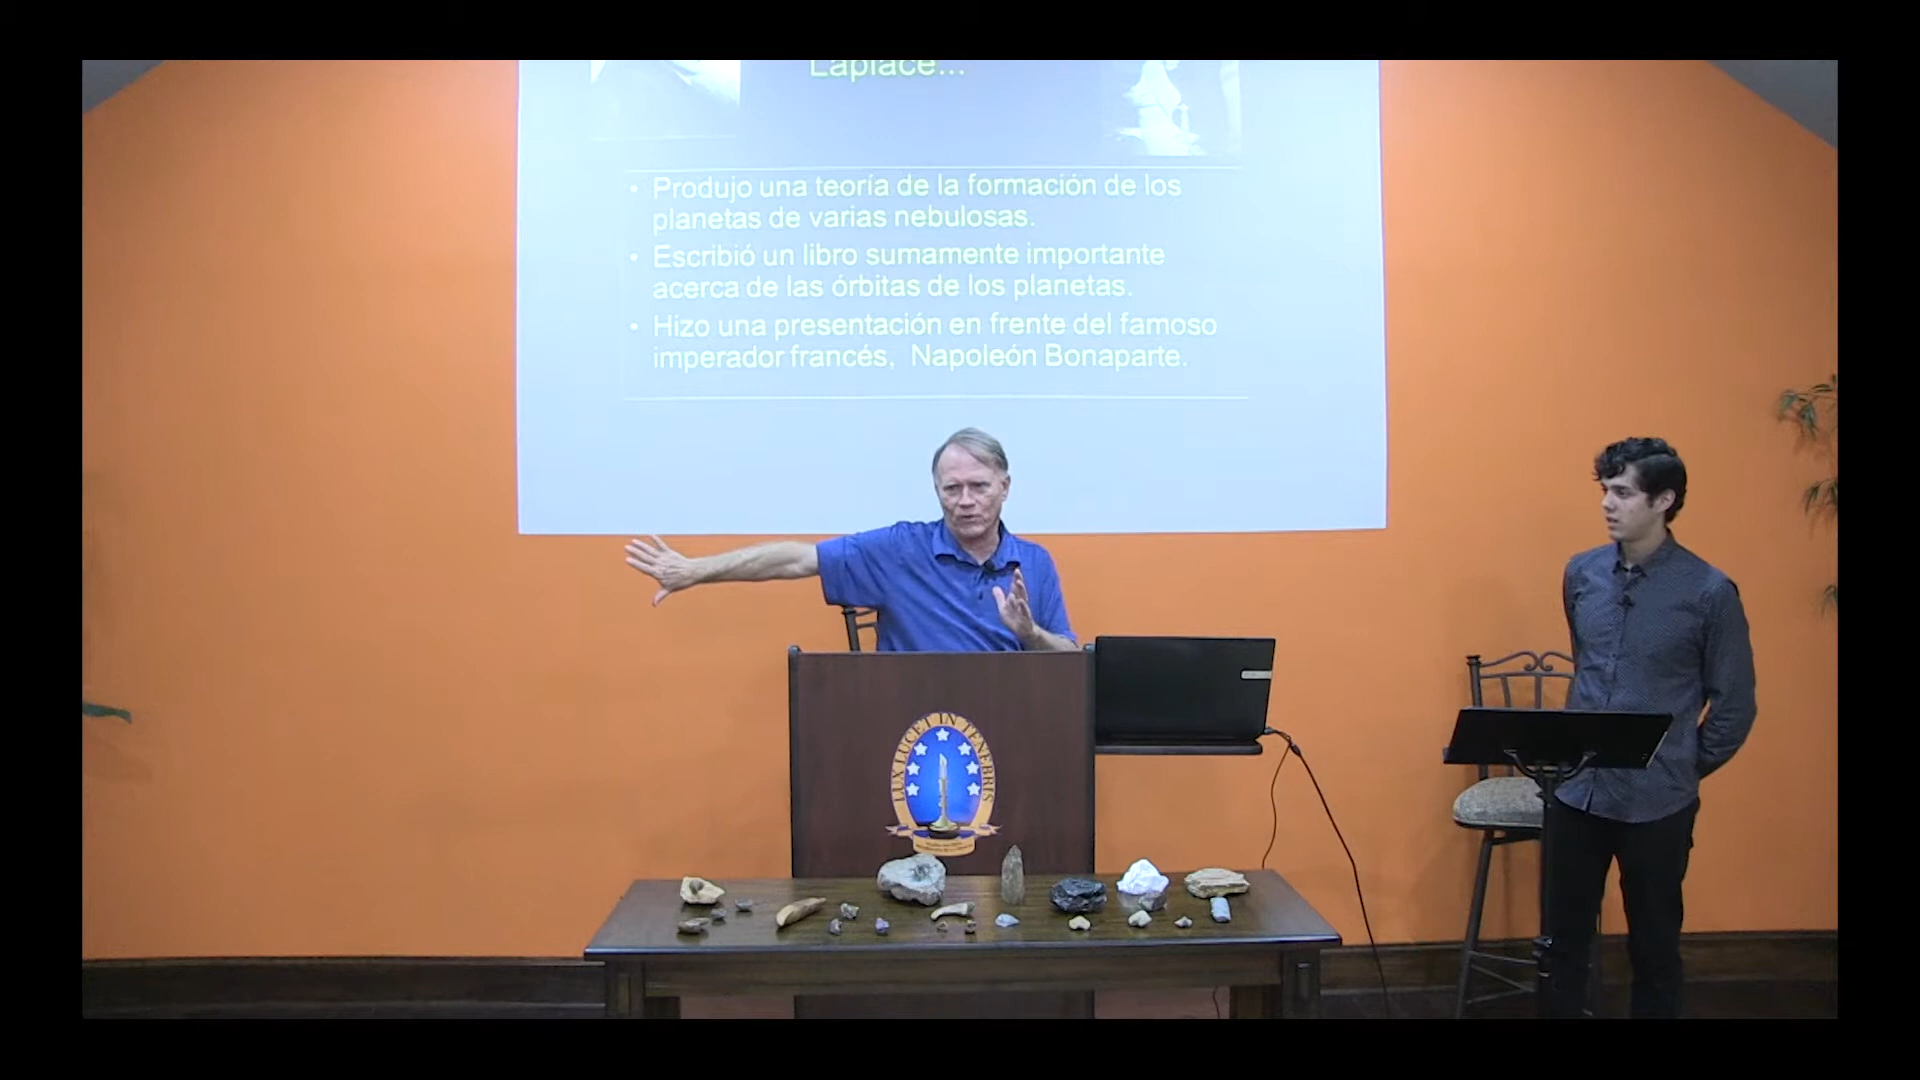 Laplace...
• Produjo una teoría de la formación de los
planetas de varias nebulosas.
• Escribió un libro sumamente importante
acerca de las órbitas de los planetas.
• Hizo una presentación en frente del famoso
imperador francés, Napoleón Bonaparte.
LUX LUCET IN TENEBRIS